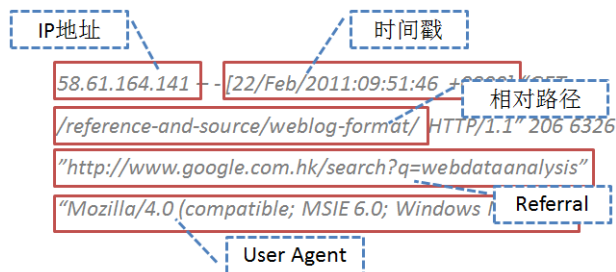 IP地址
时间戳
58.61.164.141 - - [22/Feb/2011:09:51:46
相对路径
/reference-and-source/weblog-format/ HTTP/1.1” 206 6326
”http://www.google.com.hk/search?q=webdataanalysis”
Referral
“Mozilla/4.0 (compatible; MSIE 6.0; Windows
User Agent